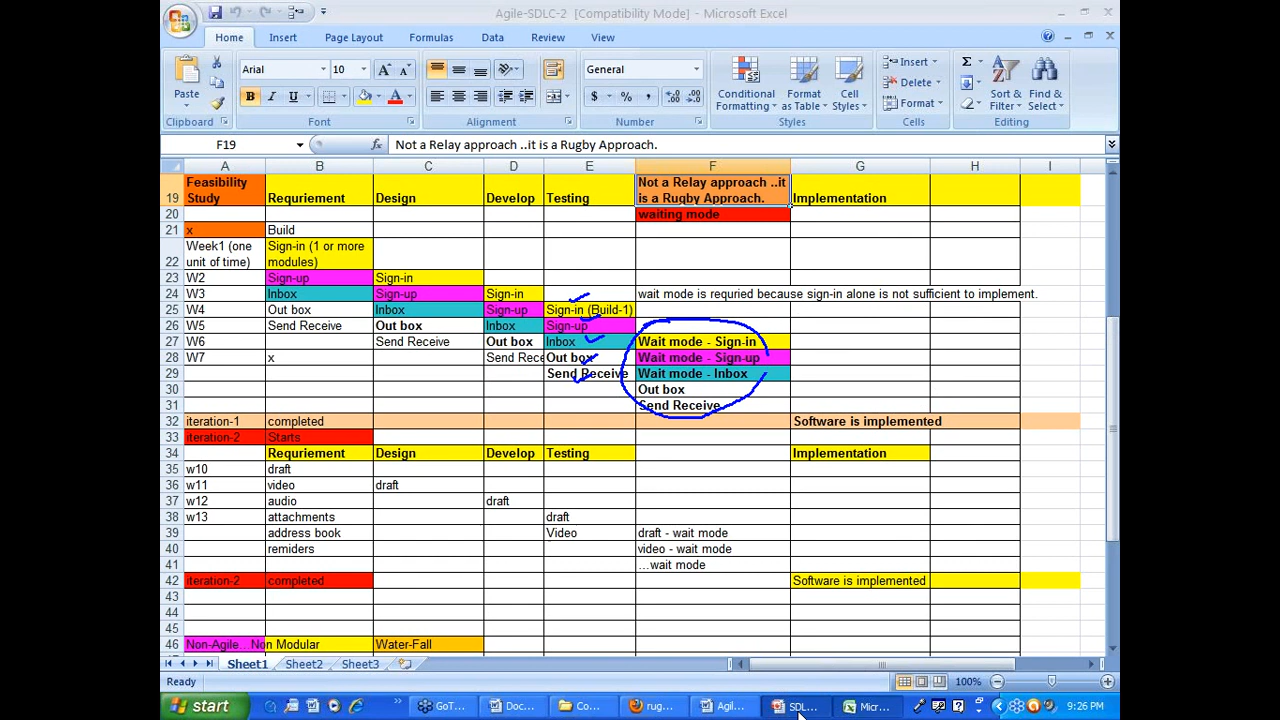 Agile-SDLC-2 [Compatibility Mode] - Microsoft Excel
Home Insert Page Layout Formulas Data Review View
Paste Arial 10 A A General Conditional Formatting Format as Table Cell Styles Insert Delete Format Sort & Filter Find & Select
B I U A $ % ,
Clipboard Font Alignment Number Styles Cells Editing
F19 fx Not a Relay approach ..it is a Rugby Approach.
A B C D E F G H I
19 Feasibility Study Requriement Design Develop Testing Not a Relay approach ..it is a Rugby Approach. Implementation
20 waiting mode
21 x Build
22 Week1 (one unit of time) Sign-in (1 or more modules)
23 W2 Sign-up Sign-in
24 W3 Inbox Sign-up Sign-in wait mode is requried because sign-in alone is not sufficient to implement.
25 W4 Out box Inbox Sign-up Sign-in (Build-1)
26 W5 Send Receive Out box Inbox Sign-up
27 W6 Send Receive Out box Inbox Wait mode - Sign-in
28 W7 x Send Rece Out box Wait mode - Sign-up
29 Send Receive Wait mode - Inbox
30 Out box
31 Send Receive
32 iteration-1 completed Software is implemented
33 iteration-2 Starts
34 Requriement Design Develop Testing Implementation
35 w10 draft
36 w11 video draft
37 w12 audio draft
38 w13 attachments draft
39 address book Video draft - wait mode
40 remiders video - wait mode
41 ...wait mode
42 iteration-2 completed Software is implemented
43
44
45
46 Non-Agile...Non Modular Water-Fall
Sheet1 Sheet2 Sheet3
Ready 100%
start GoT... Doc... Co... rug... Agil... SDL... Micr... 9:26 PM